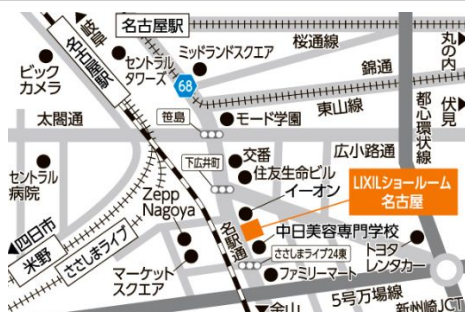 名古屋駅
桜通線
丸の内
岐阜
名古屋駅
セントラル
タワーズ
ミッドランドスクエア
錦通
ビック
カメラ
68
東山線
伏見
太閤通
笹島
モード学園
都心環状線
交番
広小路通
下広井町
住友生命ビル
セントラル
病院
イーオン
LIXILショールーム
名古屋
Zepp
Nagoya
名駅通
中日美容専門学校
四日市
米野
ささしまライブ
ささしまライブ24東
トヨタ
レンタカー
マーケット
スクエア
ファミリーマート
金山
5号万場線
新州崎JCT